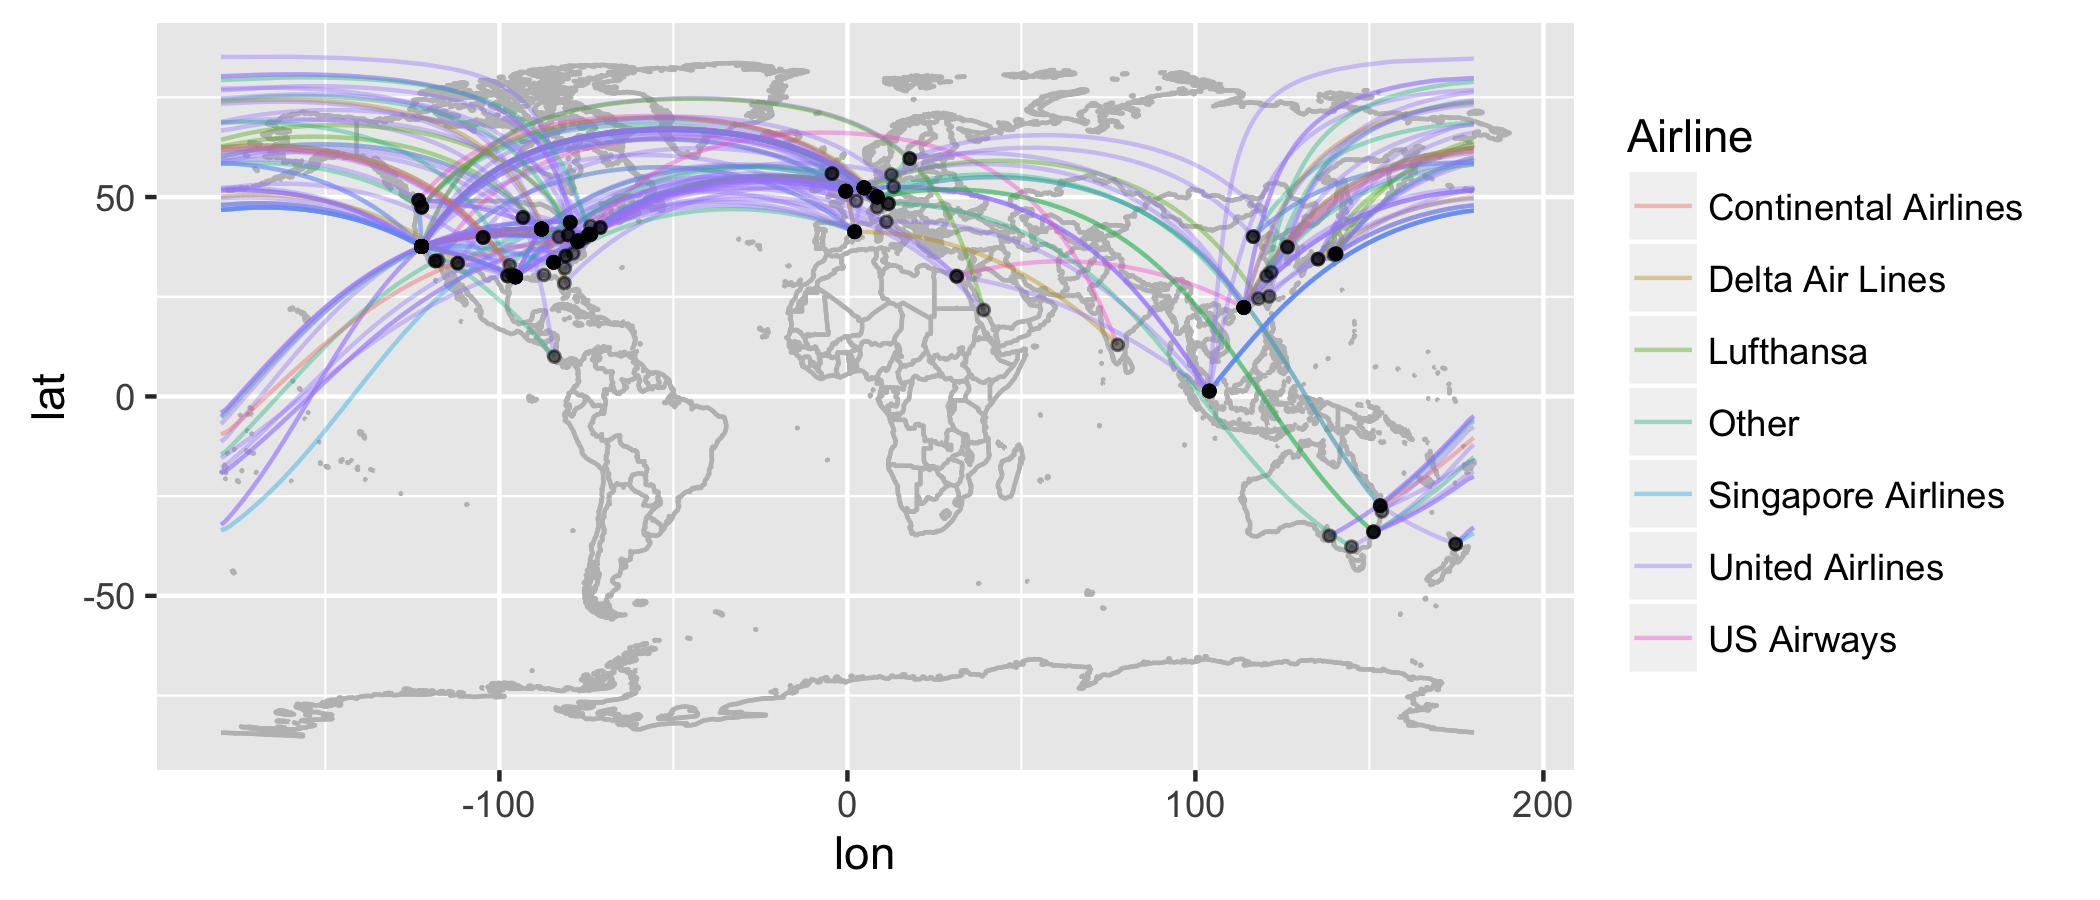 lat
50
0
-50
-100
0
100
200
lon
Airline
Continental Airlines
Delta Air Lines
Lufthansa
Other
Singapore Airlines
United Airlines
US Airways